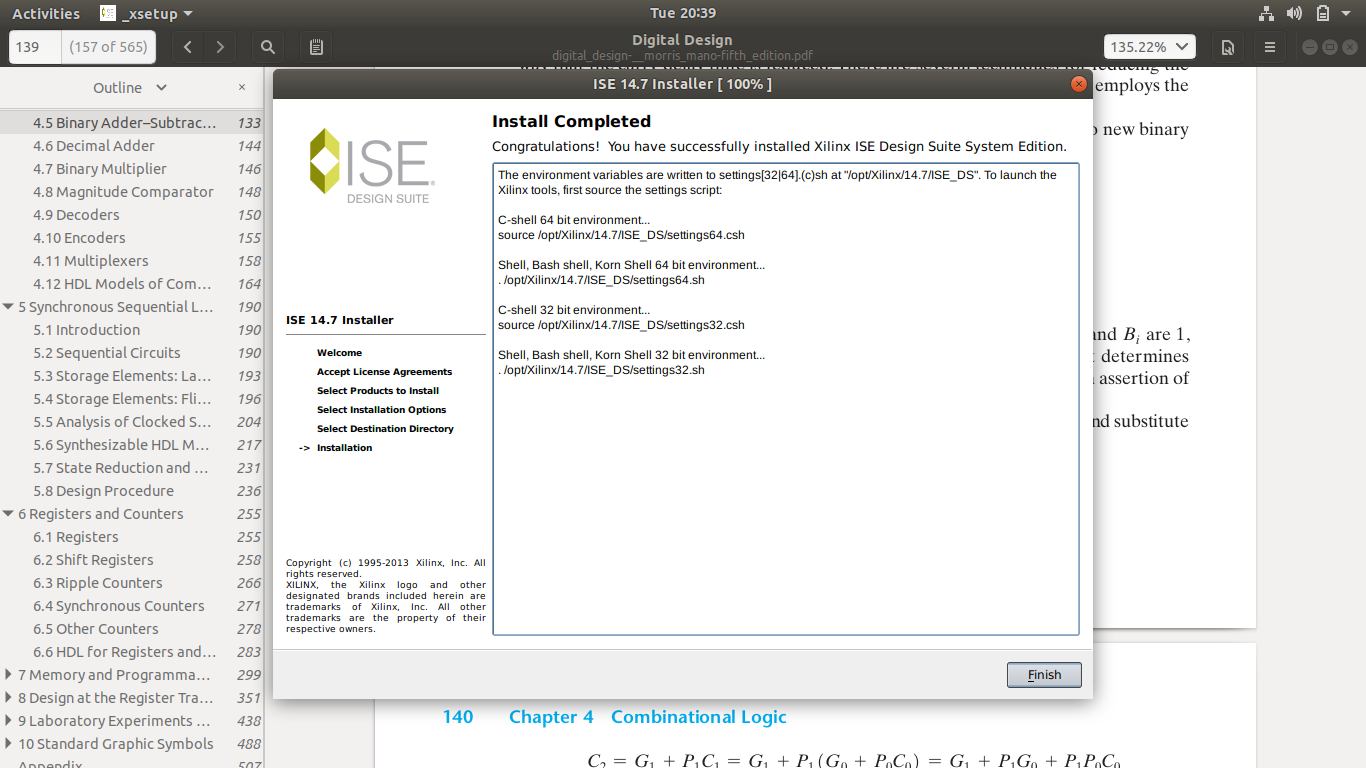 Activities
_xsetup
Tue 20:39
139
(157 of 565)
Digital Design
digital_design-__morris_mano-fifth_edition.pdf
135.22%
Outline
×
4.5 Binary Adder–Subtrac… 133
4.6 Decimal Adder 144
4.7 Binary Multiplier 146
4.8 Magnitude Comparator 148
4.9 Decoders 150
4.10 Encoders 155
4.11 Multiplexers 158
4.12 HDL Models of Com… 164
5 Synchronous Sequential L… 190
5.1 Introduction 190
5.2 Sequential Circuits 190
5.3 Storage Elements: La… 193
5.4 Storage Elements: Fli… 196
5.5 Analysis of Clocked S… 204
5.6 Synthesizable HDL M… 217
5.7 State Reduction and … 231
5.8 Design Procedure 236
6 Registers and Counters 255
6.1 Registers 255
6.2 Shift Registers 258
6.3 Ripple Counters 266
6.4 Synchronous Counters 271
6.5 Other Counters 278
6.6 HDL for Registers and… 283
7 Memory and Programma… 299
8 Design at the Register Tra… 351
9 Laboratory Experiments … 438
10 Standard Graphic Symbols 488
Appendix 507
ISE 14.7 Installer [ 100% ]
ISE
DESIGN SUITE
ISE 14.7 Installer
Welcome
Accept License Agreements
Select Products to Install
Select Installation Options
Select Destination Directory
-> Installation
Copyright (c) 1995-2013 Xilinx, Inc. All
rights reserved.
XILINX, the Xilinx logo and other
designated brands included herein are
trademarks of Xilinx, Inc. All other
trademarks are the property of their
respective owners.
Install Completed
Congratulations! You have successfully installed Xilinx ISE Design Suite System Edition.
The environment variables are written to settings[32|64].(c)sh at "/opt/Xilinx/14.7/ISE_DS". To launch the
Xilinx tools, first source the settings script:
C-shell 64 bit environment...
source /opt/Xilinx/14.7/ISE_DS/settings64.csh
Shell, Bash shell, Korn Shell 64 bit environment...
. /opt/Xilinx/14.7/ISE_DS/settings64.sh
C-shell 32 bit environment...
source /opt/Xilinx/14.7/ISE_DS/settings32.csh
Shell, Bash shell, Korn Shell 32 bit environment...
. /opt/Xilinx/14.7/ISE_DS/settings32.sh
Finish
reducing the
employs the
new binary
and Bᵢ are 1,
determines
assertion of
substitute
140 Chapter 4 Combinational Logic
C₂ = G₁ + P₁C₁ = G₁ + P₁(G₀ + P₀C₀) = G₁ + P₁G₀ + P₁P₀C₀